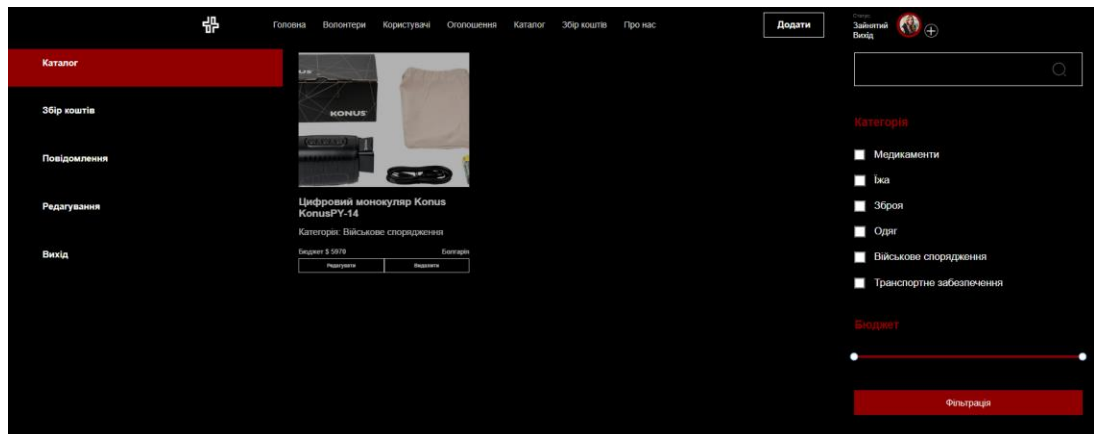 Головна Волонтери Користувачі Оголошення Каталог Збір коштів Про нас
Додати
Статус:
Зайнятий
Вихід
Каталог
Збір коштів
Повідомлення
Редагування
Вихід
KONUS
Цифровий монокуляр Konus
KonusPY-14
Категорія: Військове спорядження
Бюджет $ 5970 Болгарія
Редагувати Видалити
Категорія
Медикаменти
Їжа
Зброя
Одяг
Військове спорядження
Транспортне забезпечення
Бюджет
Фільтрація